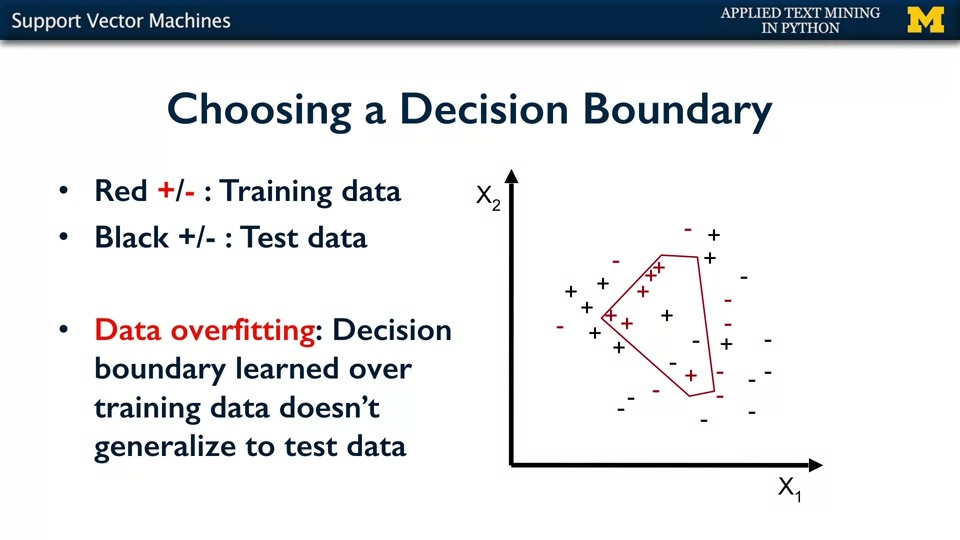 Support Vector Machines
APPLIED TEXT MINING
IN PYTHON
M
Choosing a Decision Boundary
• Red +/- : Training data
• Black +/- : Test data
• Data overfitting: Decision
boundary learned over
training data doesn't
generalize to test data
X2
X1